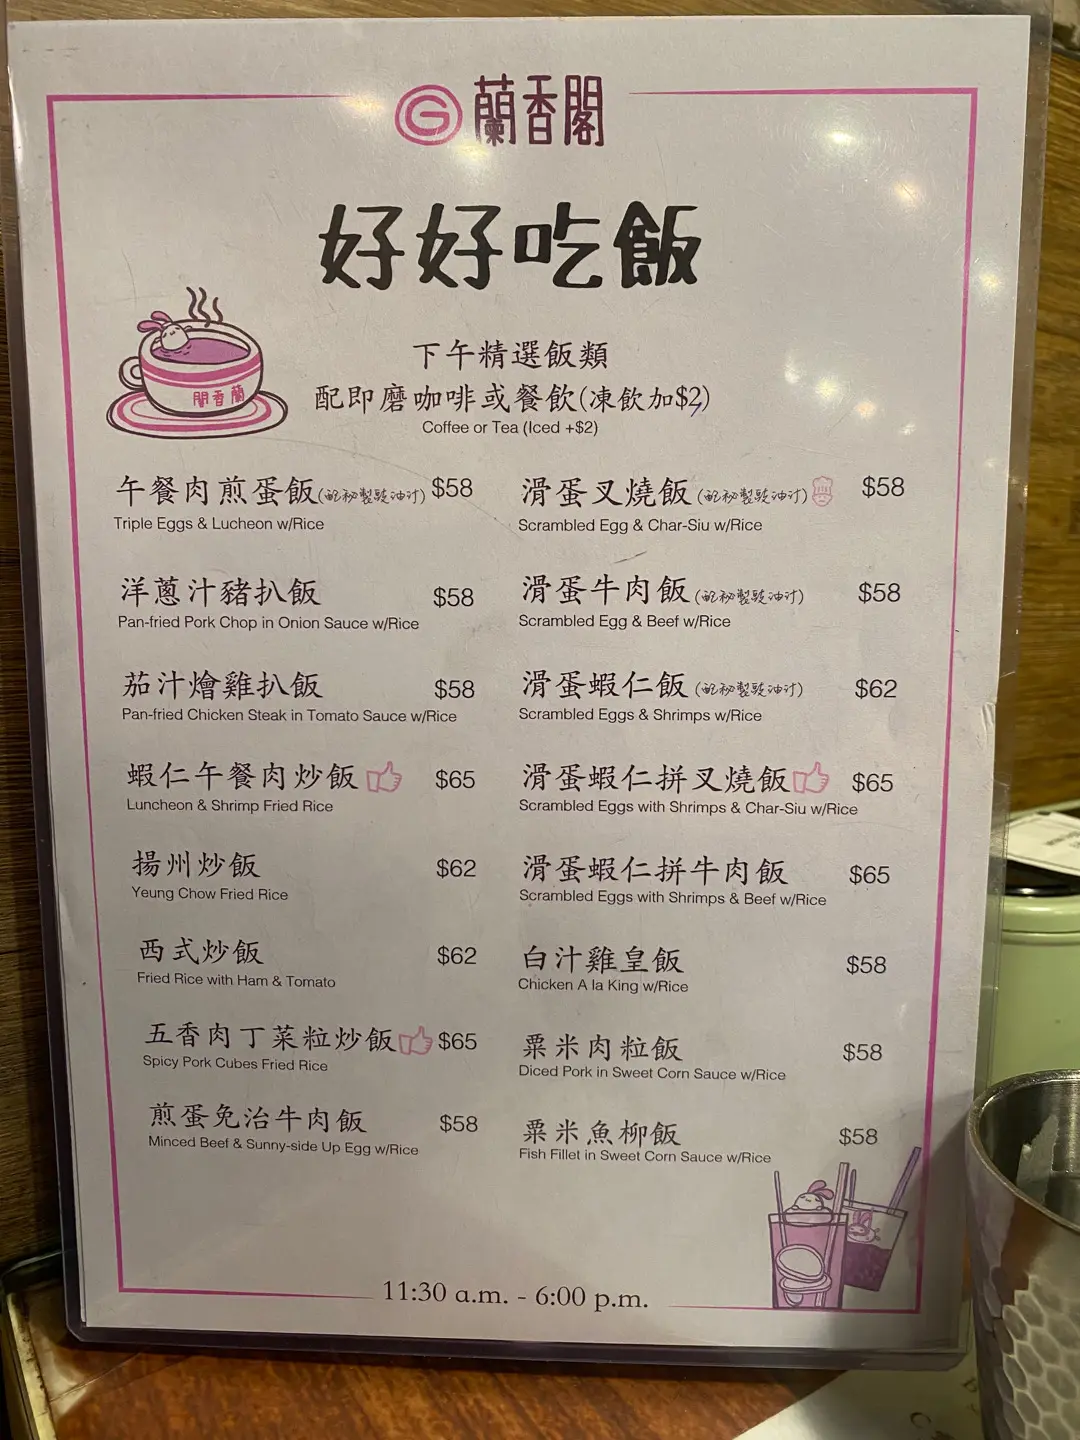 G 蘭香閣
好好吃飯
閣香蘭
下午精選飯類
配即磨咖啡或餐飲(凍飲加$2)
Coffee or Tea (Iced +$2)
午餐肉煎蛋飯(配秘製豉油汁) $58
Triple Eggs & Lucheon w/Rice
洋蔥汁豬扒飯 $58
Pan-fried Pork Chop in Onion Sauce w/Rice
茄汁燴雞扒飯 $58
Pan-fried Chicken Steak in Tomato Sauce w/Rice
蝦仁午餐肉炒飯 $65
Luncheon & Shrimp Fried Rice
揚州炒飯 $62
Yeung Chow Fried Rice
西式炒飯 $62
Fried Rice with Ham & Tomato
五香肉丁菜粒炒飯 $65
Spicy Pork Cubes Fried Rice
煎蛋免治牛肉飯 $58
Minced Beef & Sunny-side Up Egg w/Rice
滑蛋叉燒飯(配秘製豉油汁) $58
Scrambled Egg & Char-Siu w/Rice
滑蛋牛肉飯(配秘製豉油汁) $58
Scrambled Egg & Beef w/Rice
滑蛋蝦仁飯(配秘製豉油汁) $62
Scrambled Eggs & Shrimps w/Rice
滑蛋蝦仁拼叉燒飯 $65
Scrambled Eggs with Shrimps & Char-Siu w/Rice
滑蛋蝦仁拼牛肉飯 $65
Scrambled Eggs with Shrimps & Beef w/Rice
白汁雞皇飯 $58
Chicken A la King w/Rice
粟米肉粒飯 $58
Diced Pork in Sweet Corn Sauce w/Rice
粟米魚柳飯 $58
Fish Fillet in Sweet Corn Sauce w/Rice
11:30 a.m. - 6:00 p.m.